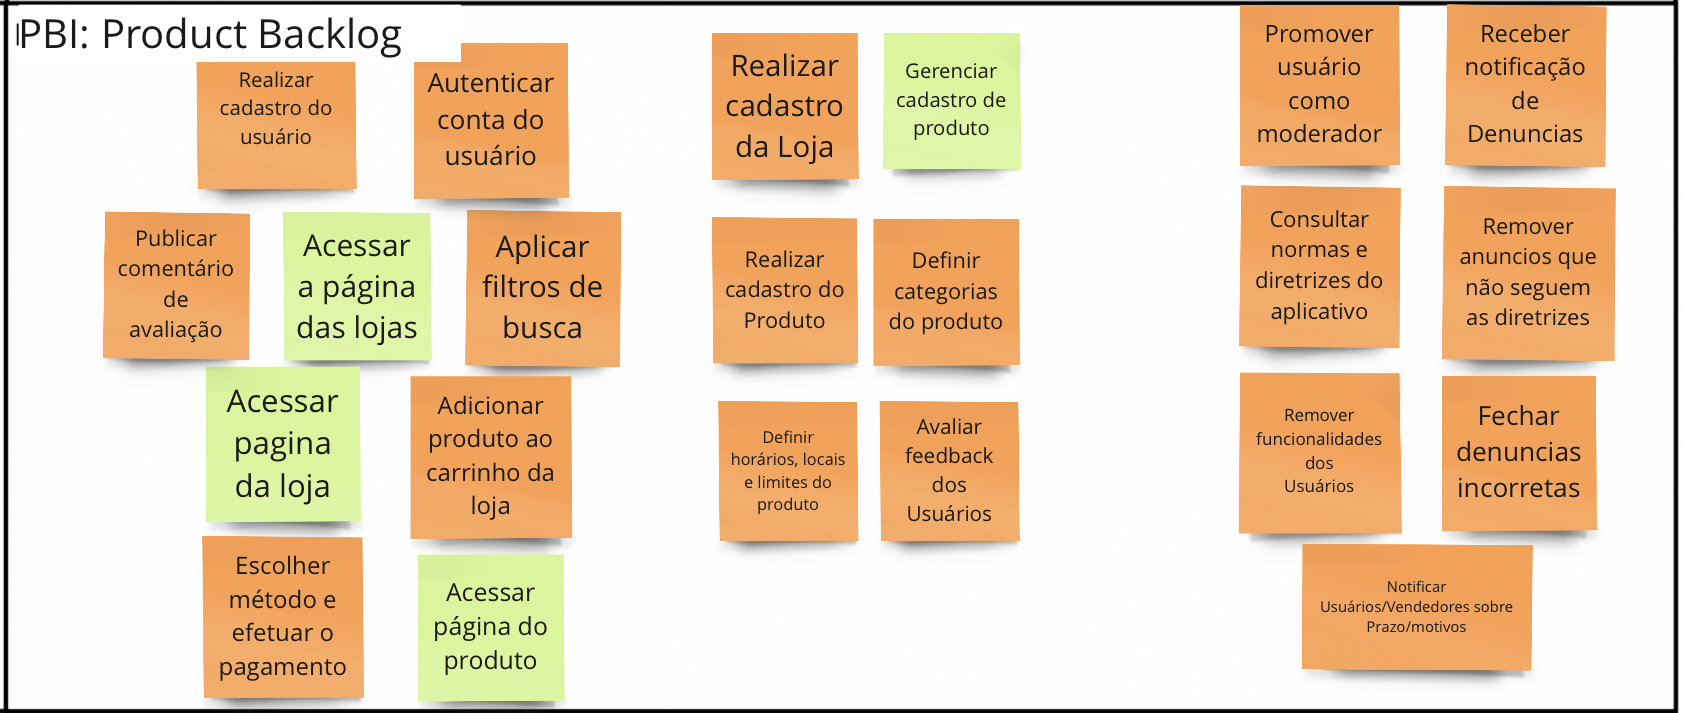 PBI: Product Backlog
Realizar
cadastro do
usuário
Autenticar
conta do
usuário
Publicar
comentário
de
avaliação
Acessar
a página
das lojas
Aplicar
filtros de
busca
Acessar
pagina
da loja
Adicionar
produto ao
carrinho da
loja
Escolher
método e
efetuar o
pagamento
Acessar
página do
produto
Realizar
cadastro
da Loja
Gerenciar
cadastro de
produto
Realizar
cadastro do
Produto
Definir
categorias
do produto
Definir
horários, locais
e limites do
produto
Avaliar
feedback
dos
Usuários
Promover
usuário
como
moderador
Receber
notificação
de
Denuncias
Consultar
normas e
diretrizes do
aplicativo
Remover
anuncios que
não seguem
as diretrizes
Remover
funcionalidades
dos
Usuários
Fechar
denuncias
incorretas
Notificar
Usuários/Vendedores sobre
Prazo/motivos